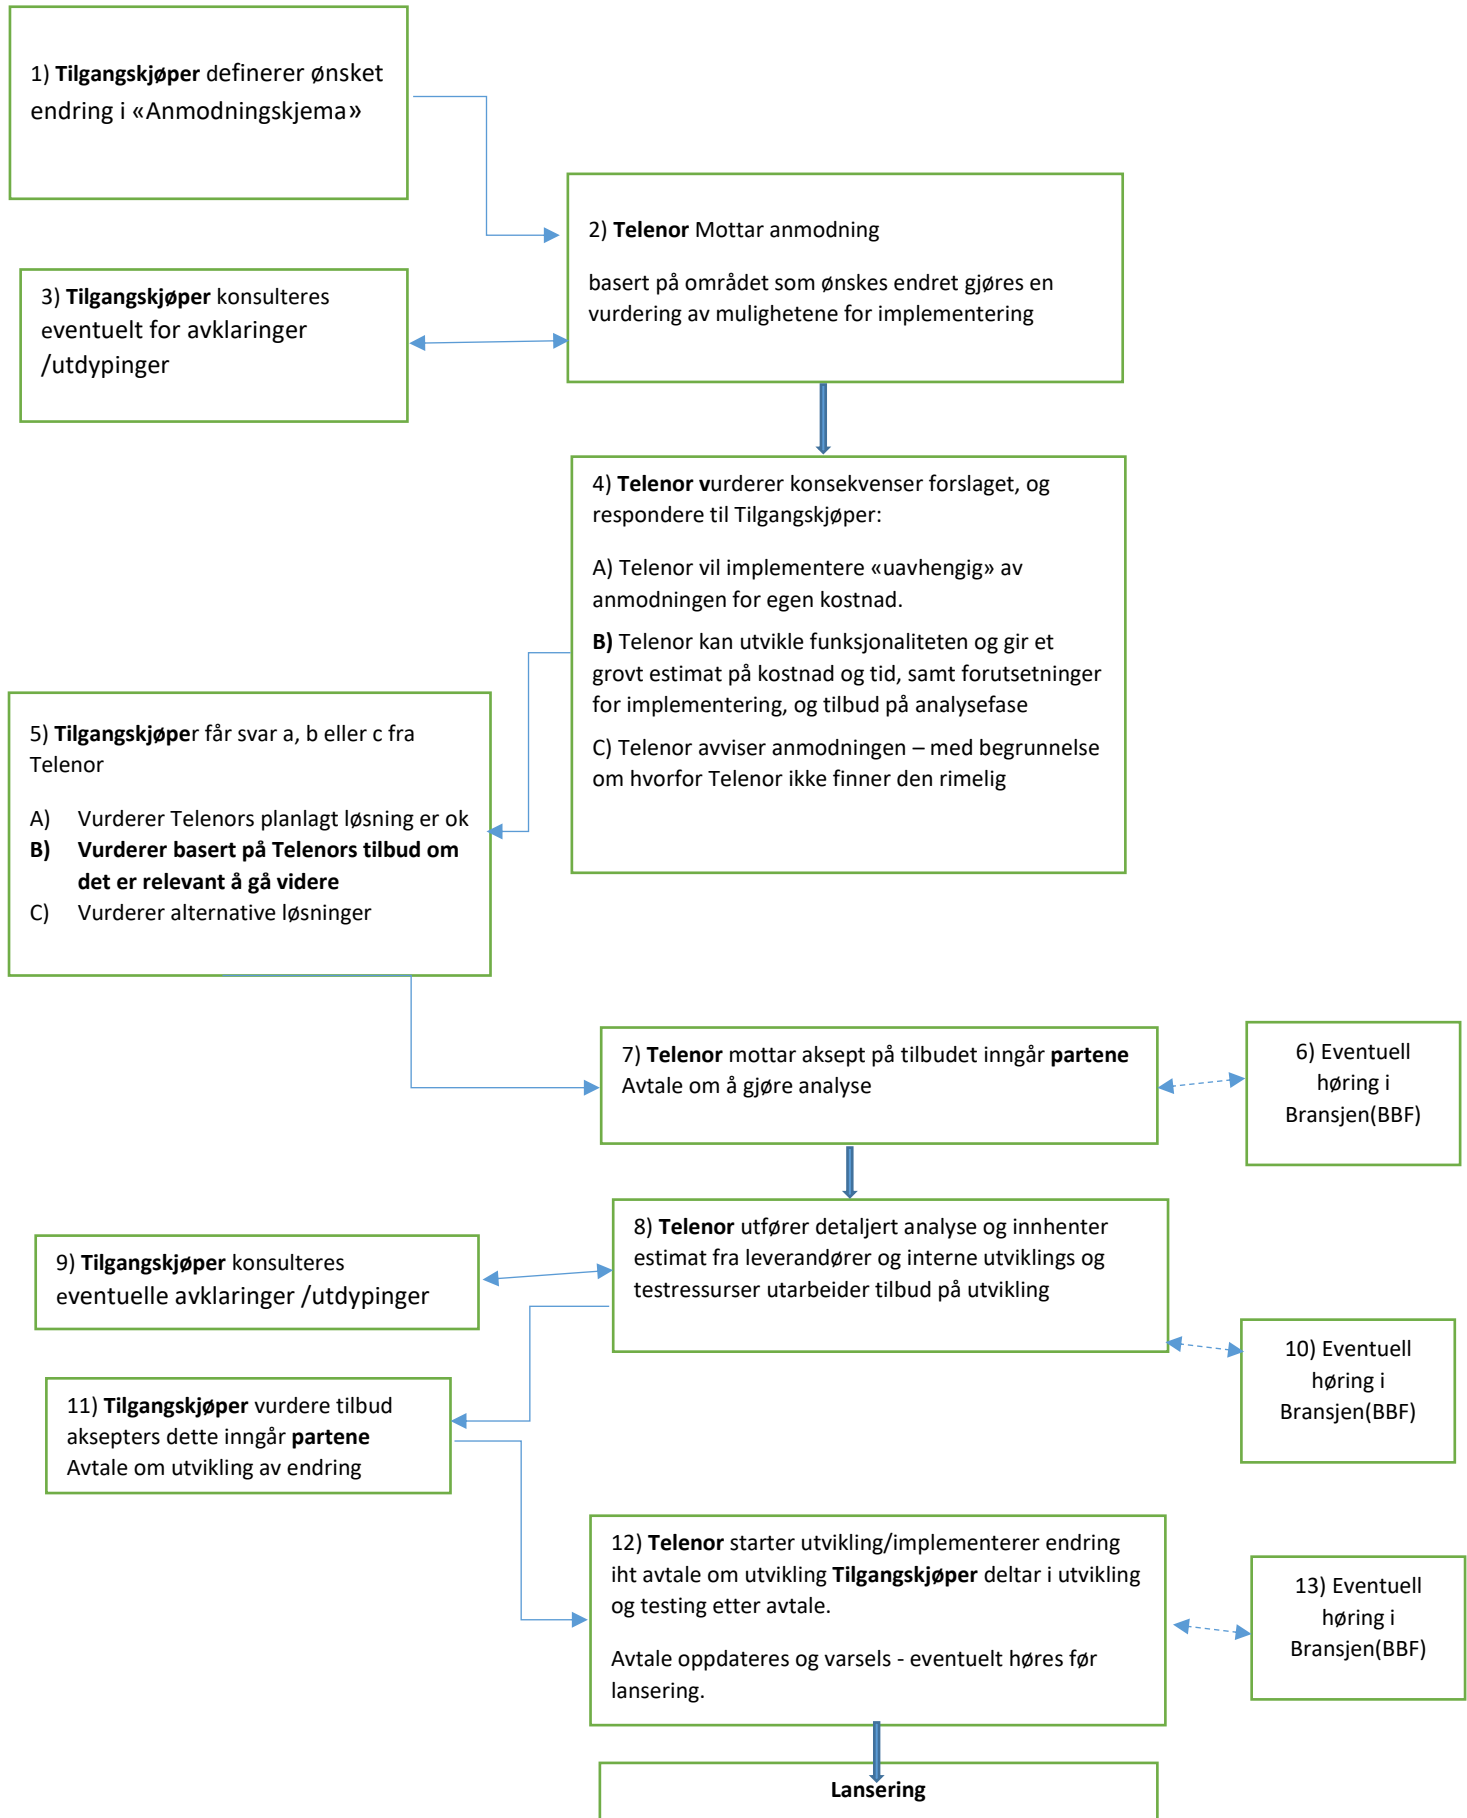 1) Tilgangskjøper definerer ønsket
endring i «Anmodningskjema»
2) Telenor Mottar anmodning
basert på området som ønskes endret gjøres en
vurdering av mulighetene for implementering
3) Tilgangskjøper konsulteres
eventuelt for avklaringer
/utdypinger
4) Telenor vurderer konsekvenser forslaget, og
respondere til Tilgangskjøper:
A) Telenor vil implementere «uavhengig» av
anmodningen for egen kostnad.
B) Telenor kan utvikle funksjonaliteten og gir et
grovt estimat på kostnad og tid, samt forutsetninger
for implementering, og tilbud på analysefase
C) Telenor avviser anmodningen – med begrunnelse
om hvorfor Telenor ikke finner den rimelig
5) Tilgangskjøper får svar a, b eller c fra
Telenor
A) Vurderer Telenors planlagt løsning er ok
B) Vurderer basert på Telenors tilbud om
det er relevant å gå videre
C) Vurderer alternative løsninger
7) Telenor mottar aksept på tilbudet inngår partene
Avtale om å gjøre analyse
6) Eventuell
høring i
Bransjen(BBF)
8) Telenor utfører detaljert analyse og innhenter
estimat fra leverandører og interne utviklings og
testressurser utarbeider tilbud på utvikling
9) Tilgangskjøper konsulteres
eventuelle avklaringer /utdypinger
10) Eventuell
høring i
Bransjen(BBF)
11) Tilgangskjøper vurdere tilbud
aksepters dette inngår partene
Avtale om utvikling av endring
12) Telenor starter utvikling/implementerer endring
iht avtale om utvikling Tilgangskjøper deltar i utvikling
og testing etter avtale.
Avtale oppdateres og varsels - eventuelt høres før
lansering.
13) Eventuell
høring i
Bransjen(BBF)
Lansering